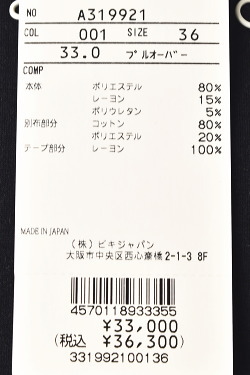 NO A319921
COL 001 SIZE 36
33.0 プルオーバー
COMP
本体 ポリエステル 80%
レーヨン 15%
ポリウレタン 5%
別布部分 コットン 80%
ポリエステル 20%
テープ部分 レーヨン 100%
MADE IN JAPAN
(株)ビキジャパン
大阪市中央区西心斎橋2-1-3 8F
4570118933355
¥33,000
(税込 ¥36,300)
331992100136